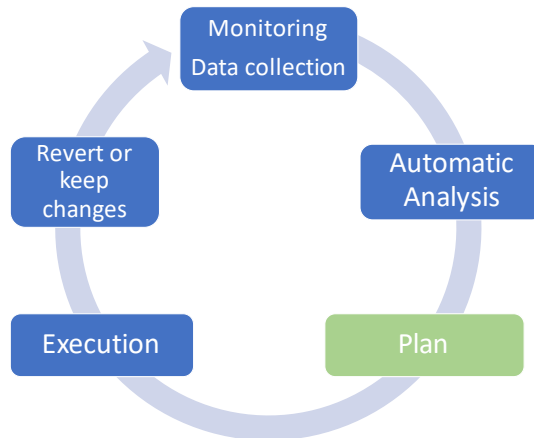 Monitoring
Data collection
Automatic
Analysis
Plan
Execution
Revert or
keep
changes